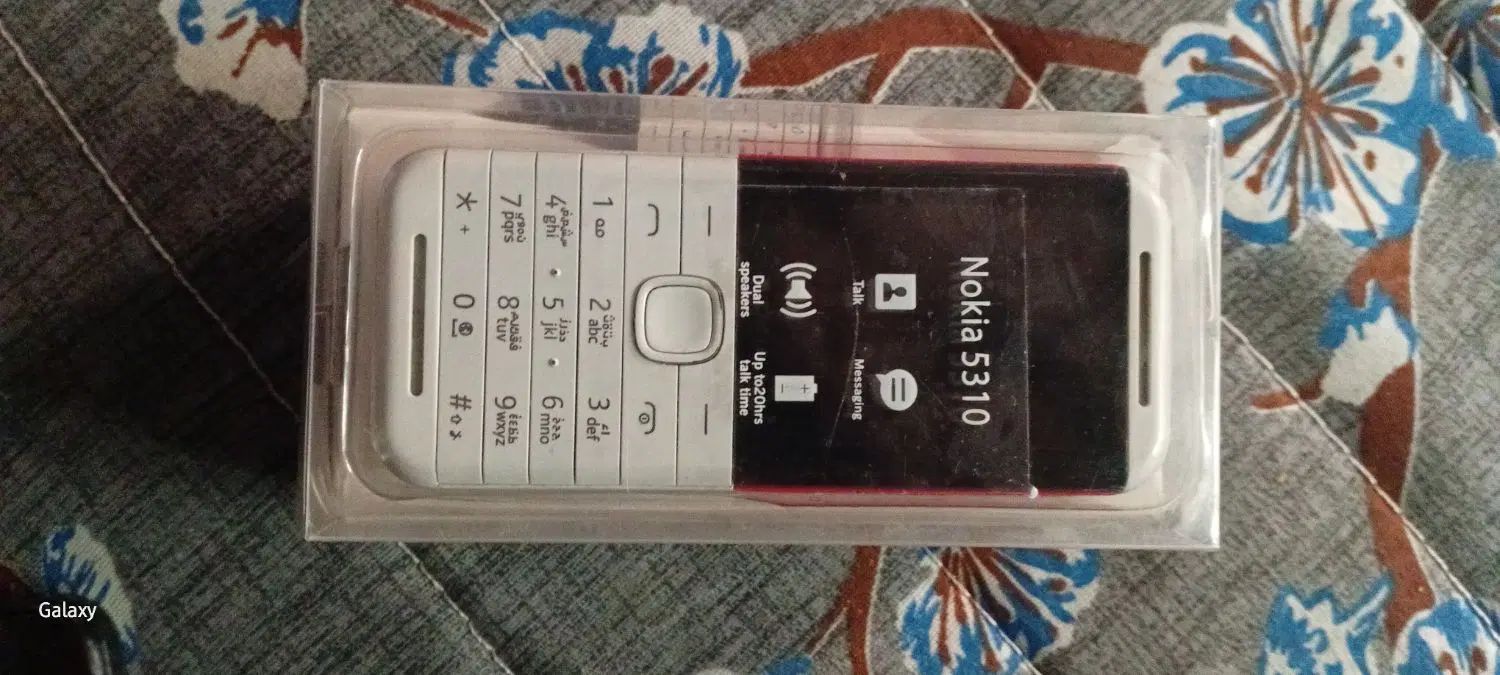 Nokia 5310
Talk
Messaging
Dual
speakers
Up to20hrs
talk time
1
2 abc
3 def
4 ghi
5 jkl
6 mno
7 pqrs
8 tuv
9 wxyz
* +
0
#
Galaxy